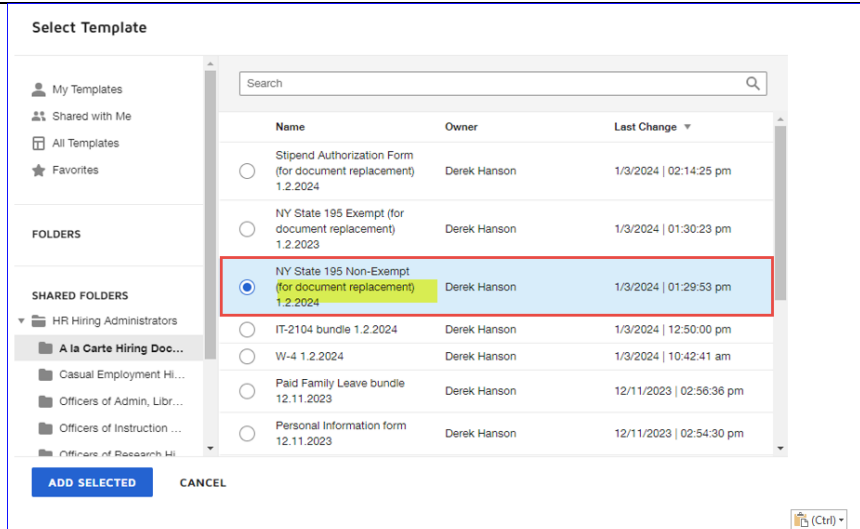 Select Template
My Templates
Shared with Me
All Templates
Favorites
FOLDERS
SHARED FOLDERS
HR Hiring Administrators
A la Carte Hiring Doc...
Casual Employment Hi...
Officers of Admin, Libr...
Officers of Instruction ...
Officers of Research Hi
Search
Name Owner Last Change
Stipend Authorization Form
(for document replacement) Derek Hanson 1/3/2024 | 02:14:25 pm
1.2.2024
NY State 195 Exempt (for
document replacement) Derek Hanson 1/3/2024 | 01:30:23 pm
1.2.2023
NY State 195 Non-Exempt
(for document replacement) Derek Hanson 1/3/2024 | 01:29:53 pm
1.2.2024
IT-2104 bundle 1.2.2024 Derek Hanson 1/3/2024 | 12:50:00 pm
W-4 1.2.2024 Derek Hanson 1/3/2024 | 10:42:41 am
Paid Family Leave bundle
12.11.2023 Derek Hanson 12/11/2023 | 02:56:36 pm
Personal Information form
12.11.2023 Derek Hanson 12/11/2023 | 02:54:30 pm
ADD SELECTED CANCEL
(Ctrl)